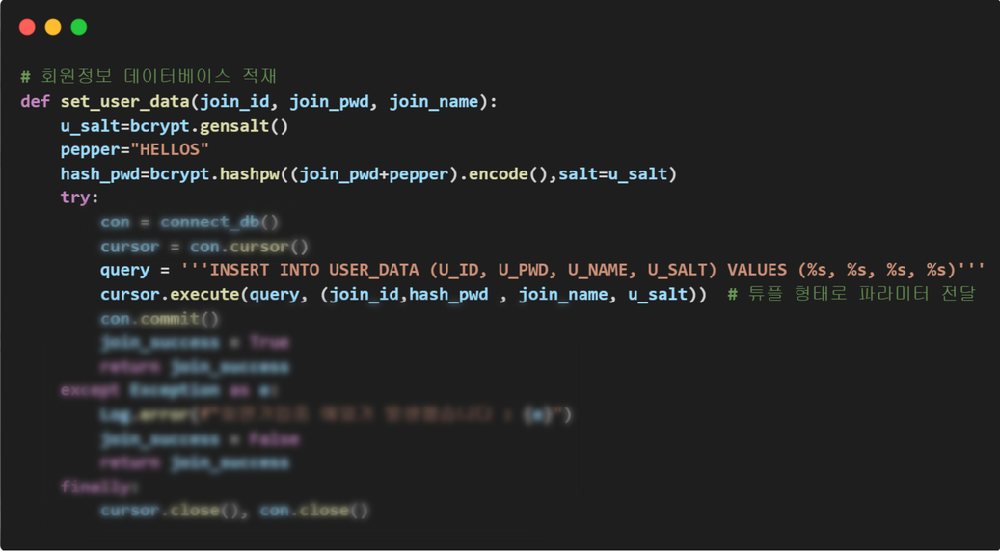 # 회원정보 데이터베이스 적재
def set_user_data(join_id, join_pwd, join_name):
u_salt=bcrypt.gensalt()
pepper="HELLOS"
hash_pwd=bcrypt.hashpw((join_pwd+pepper).encode(),salt=u_salt)
try:
con = connect_db()
cursor = con.cursor()
query = '''INSERT INTO USER_DATA (U_ID, U_PWD, U_NAME, U_SALT) VALUES (%s, %s, %s, %s)'''
cursor.execute(query, (join_id,hash_pwd , join_name, u_salt)) # 튜플 형태로 파라미터 전달
con.commit()
join_success = True
return join_success
except Exception as e:
Log.error(f" : {e}")
join_success = False
return join_success
finally:
cursor.close(), con.close()